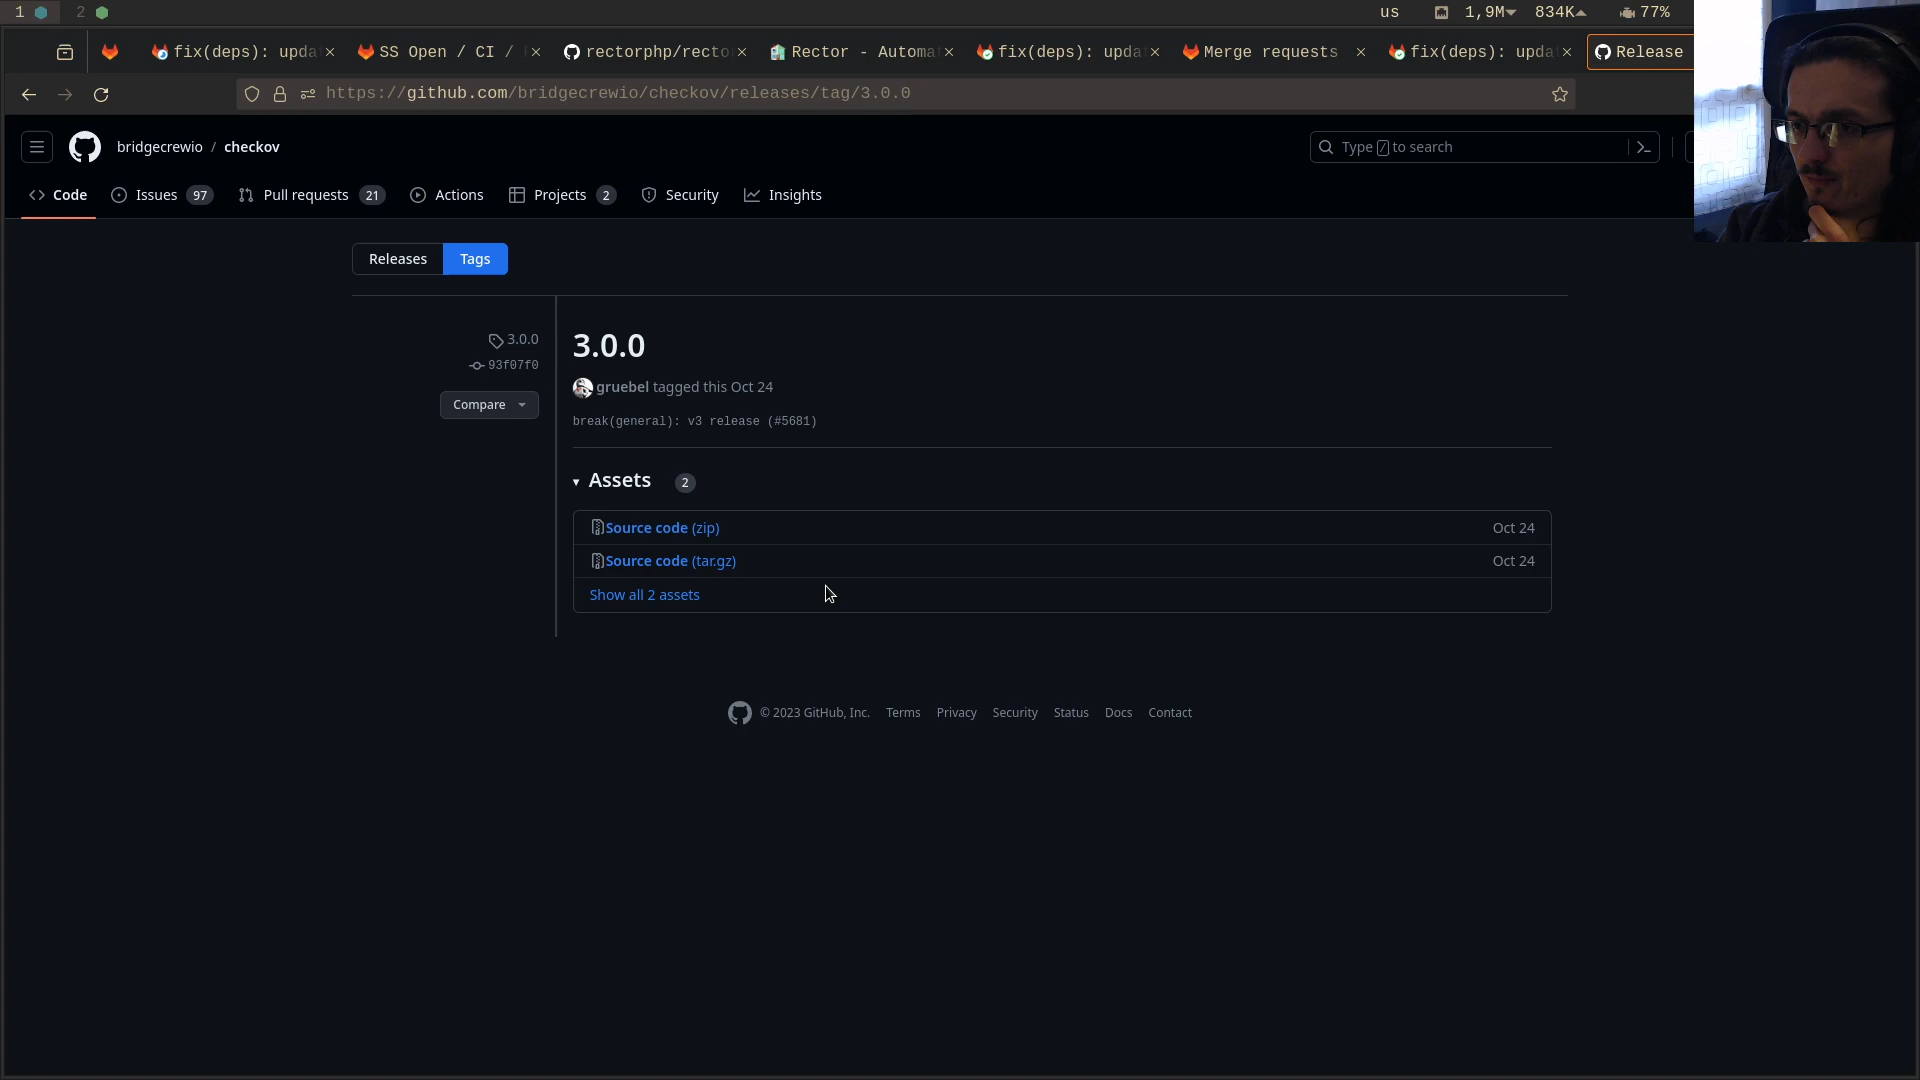 1 2 us 1,9M 834K 77%
fix(deps): upda SS Open / CI / rectorphp/recto Rector - Automa fix(deps): upda Merge requests fix(deps): upda Release
https://github.com/bridgecrewio/checkov/releases/tag/3.0.0
bridgecrewio / checkov Type / to search
Code Issues 97 Pull requests 21 Actions Projects 2 Security Insights
Releases Tags
3.0.0
93f07f0
Compare
3.0.0
gruebel tagged this Oct 24
break(general): v3 release (#5681)
Assets 2
Source code (zip) Oct 24
Source code (tar.gz) Oct 24
Show all 2 assets
© 2023 GitHub, Inc. Terms Privacy Security Status Docs Contact